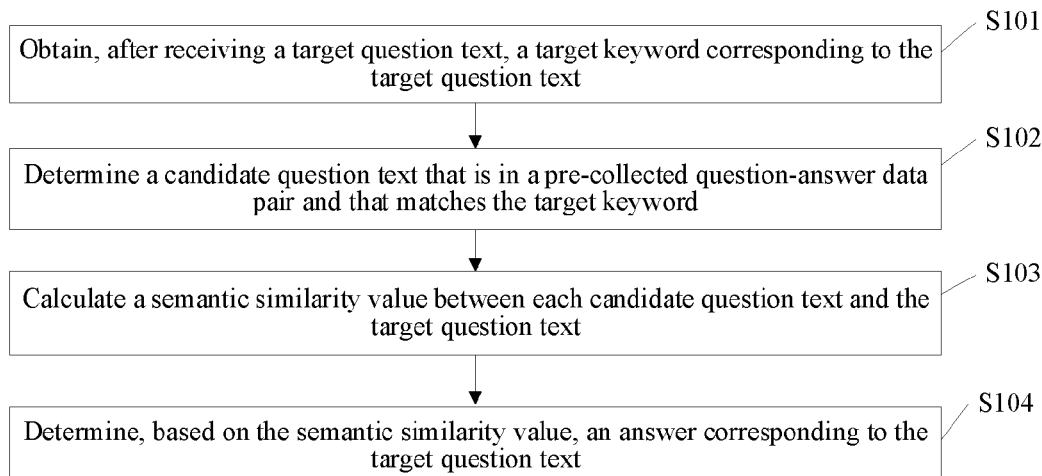 S101
Obtain, after receiving a target question text, a target keyword corresponding to the
target question text
S102
Determine a candidate question text that is in a pre-collected question-answer data
pair and that matches the target keyword
S103
Calculate a semantic similarity value between each candidate question text and the
target question text
S104
Determine, based on the semantic similarity value, an answer corresponding to the
target question text